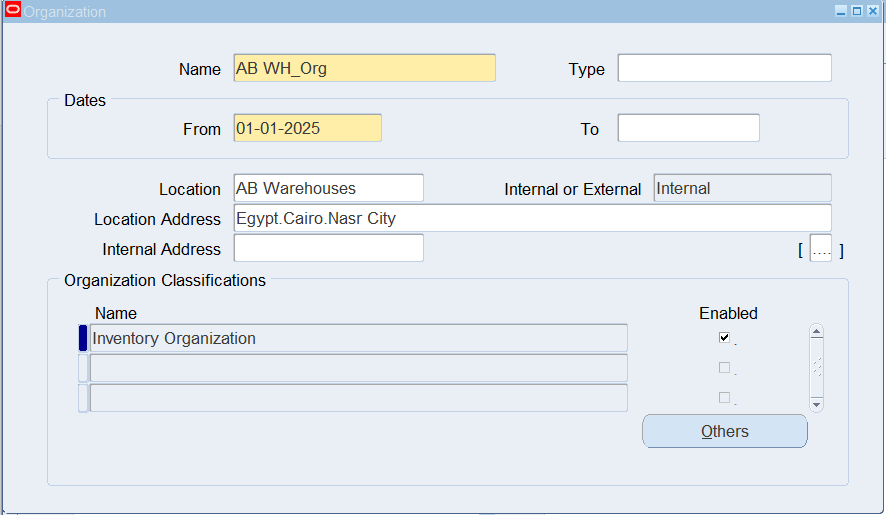 Organization
Name AB WH_Org Type
Dates
From 01-01-2025 To
Location AB Warehouses Internal or External Internal
Location Address Egypt.Cairo.Nasr City
Internal Address [ .... ]
Organization Classifications
Name Enabled
Inventory Organization .
.
.
Others